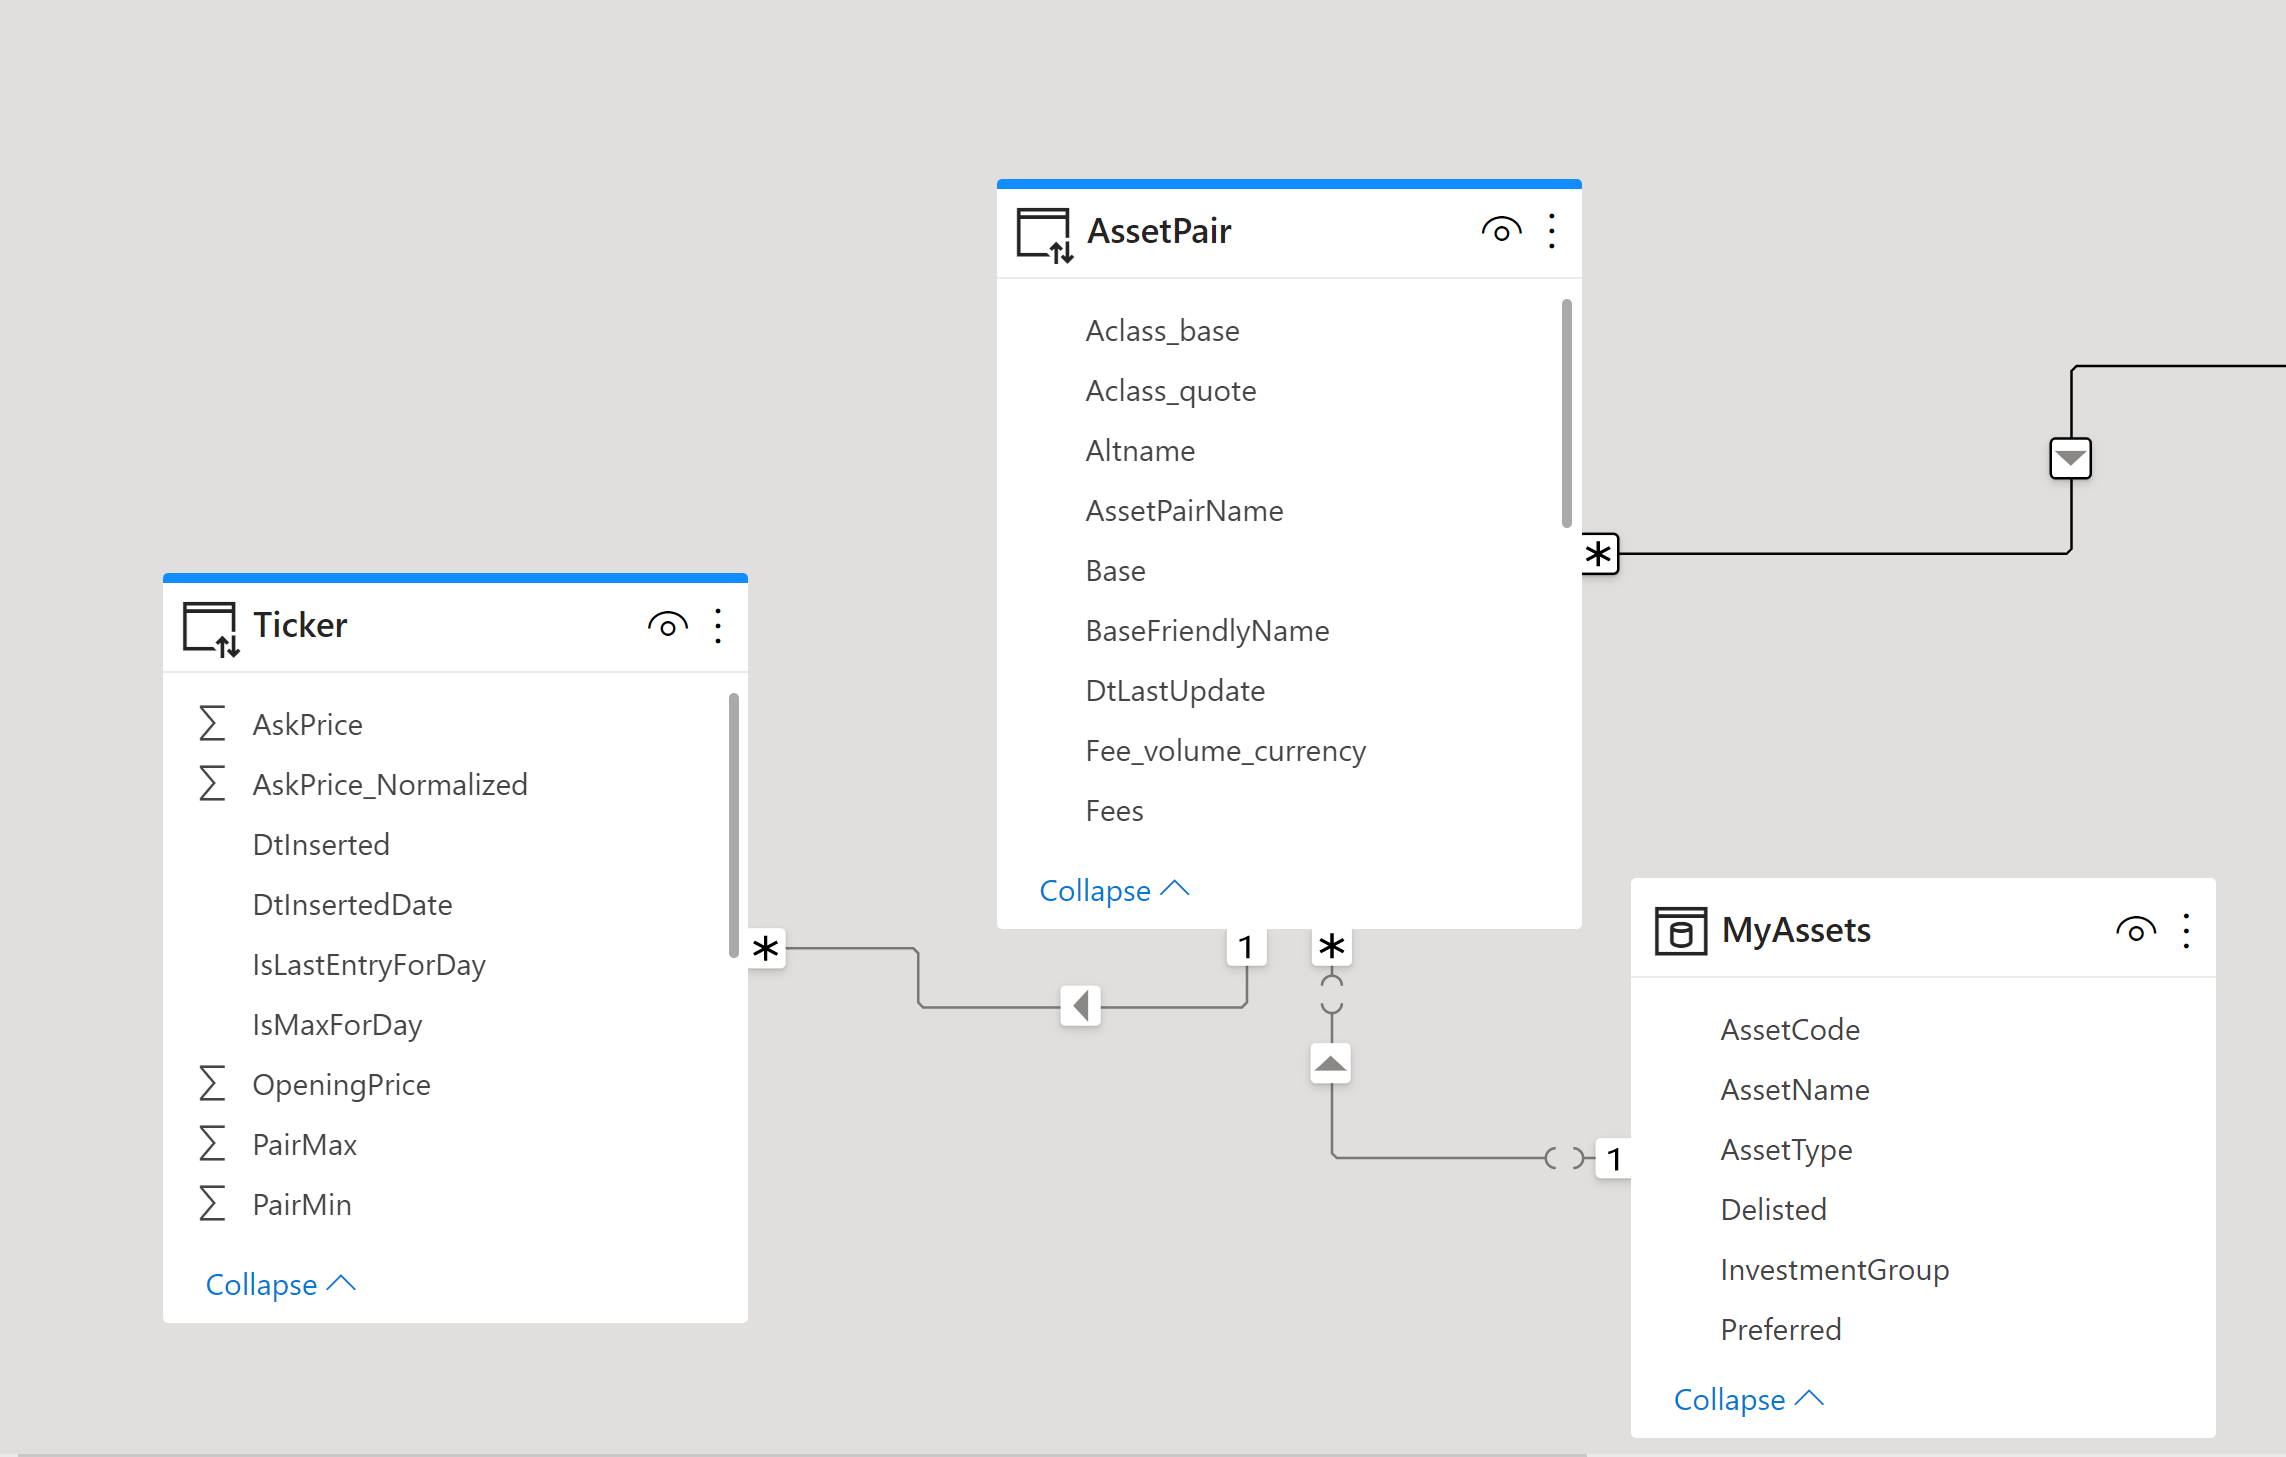 AssetPair
Aclass_base
Aclass_quote
Altname
AssetPairName
Base
BaseFriendlyName
DtLastUpdate
Fee_volume_currency
Fees
Collapse
*
1
*
Ticker
AskPrice
AskPrice_Normalized
DtInserted
DtInsertedDate
IsLastEntryForDay
IsMaxForDay
OpeningPrice
PairMax
PairMin
Collapse
*
MyAssets
AssetCode
AssetName
AssetType
Delisted
InvestmentGroup
Preferred
Collapse
1